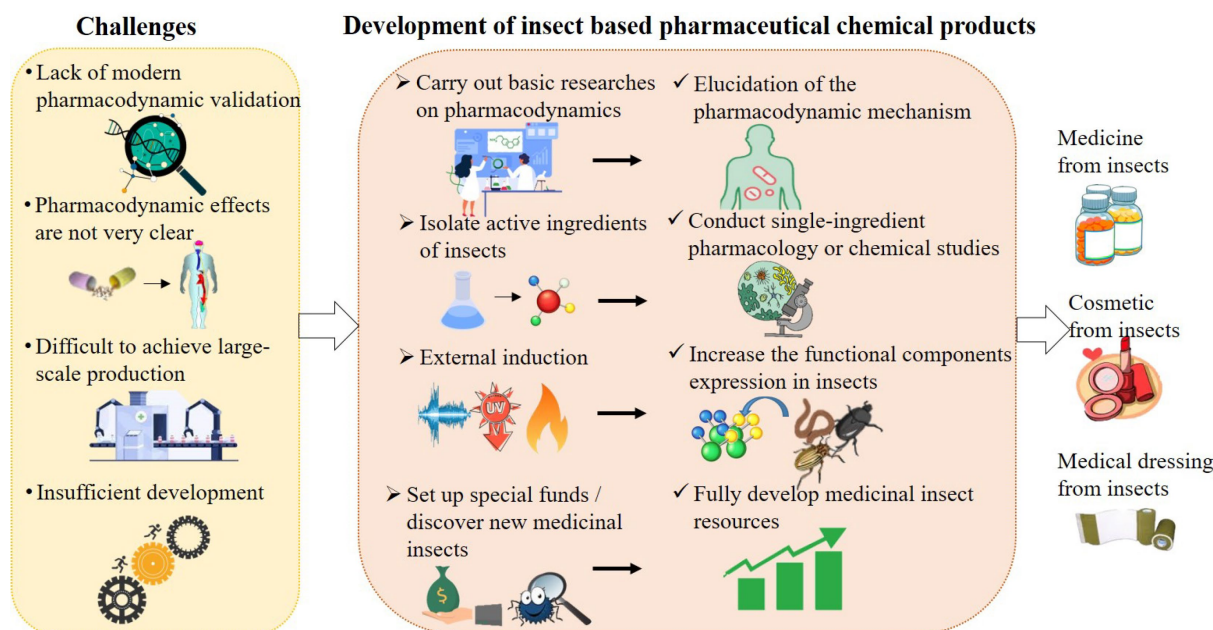 Challenges
• Lack of modern
pharmacodynamic validation
• Pharmacodynamic effects
are not very clear
• Difficult to achieve large-
scale production
• Insufficient development
Development of insect based pharmaceutical chemical products
➢ Carry out basic researches
on pharmacodynamics
✓ Elucidation of the
pharmacodynamic mechanism
➢ Isolate active ingredients
of insects
✓ Conduct single-ingredient
pharmacology or chemical studies
➢ External induction
UV
✓ Increase the functional components
expression in insects
➢ Set up special funds /
discover new medicinal
insects
$
✓ Fully develop medicinal insect
resources
Medicine
from insects
Cosmetic
from insects
Medical dressing
from insects